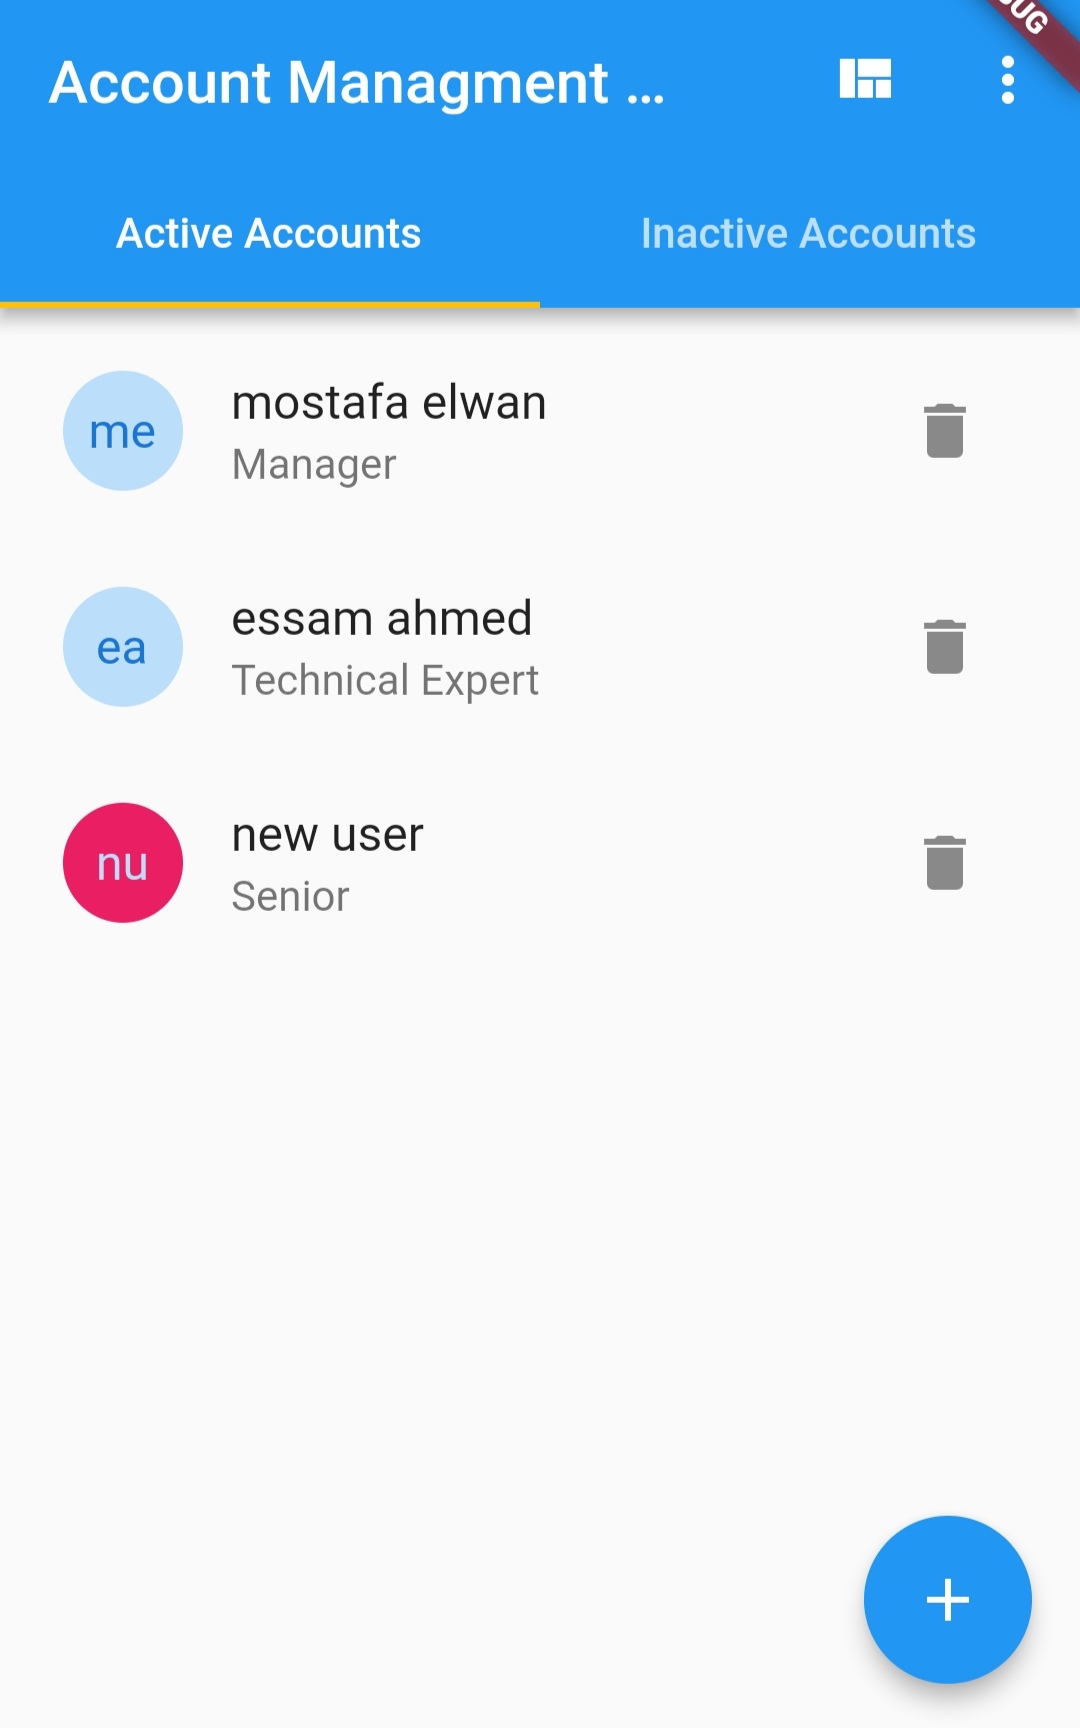 Account Managment ...
Active Accounts
Inactive Accounts
me
mostafa elwan
Manager
ea
essam ahmed
Technical Expert
nu
new user
Senior